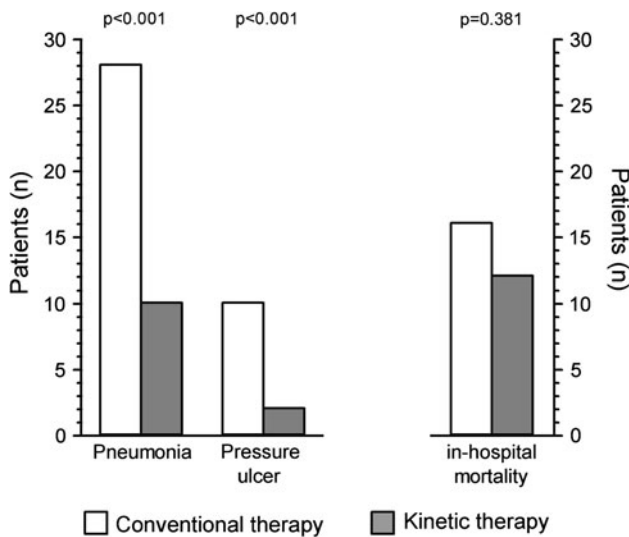 p<0.001 p<0.001 p=0.381
30 30
25 25
20 20
15 15
10 10
5 5
0 0
Patients (n)
Patients (n)
Pneumonia Pressure ulcer in-hospital mortality
Conventional therapy Kinetic therapy